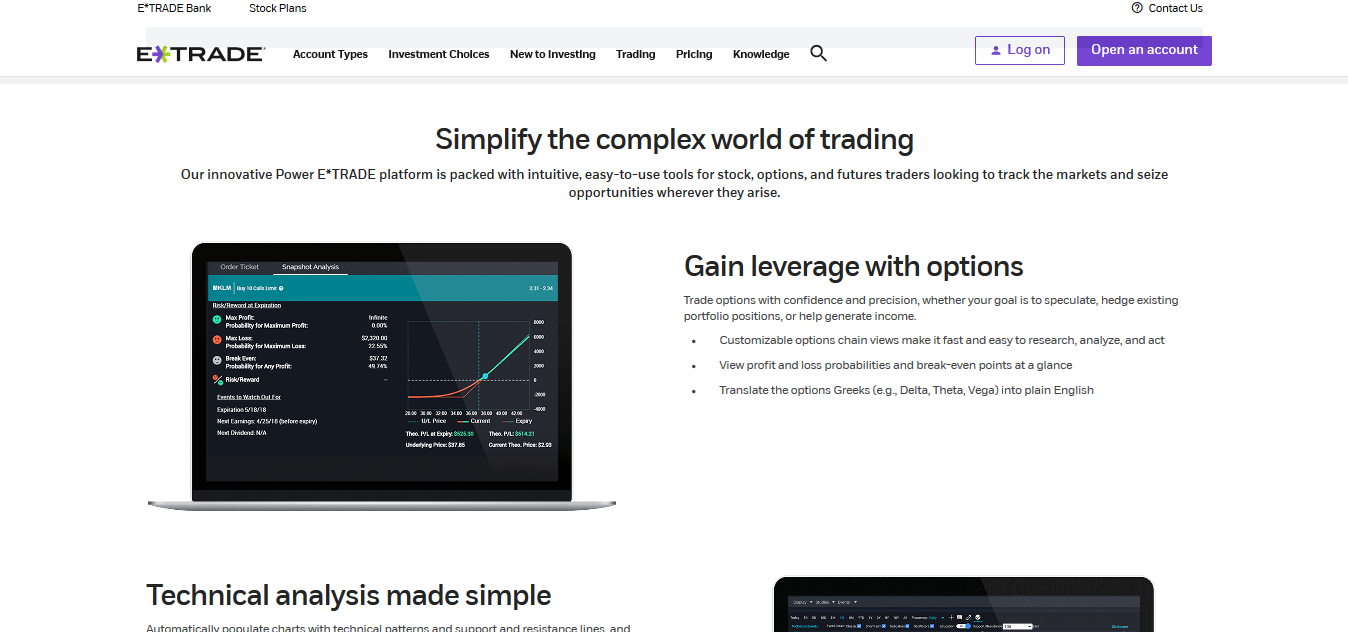 E*TRADE Bank Stock Plans Contact Us
E*TRADE Account Types Investment Choices New to Investing Trading Pricing Knowledge Log on Open an account
Simplify the complex world of trading
Our innovative Power E*TRADE platform is packed with intuitive, easy-to-use tools for stock, options, and futures traders looking to track the markets and seize
opportunities wherever they arise.
Order Ticket Snapshot Analysis
MKLM Buy 10 Calls Limit 2.31 - 2.34
Risk/Reward at Expiration
Max Profit: Infinite
Probability for Maximum Profit: 0.00%
Max Loss: $2,320.00
Probability for Maximum Loss: 22.55%
Break Even: $37.32
Probability for Any Profit: 49.74%
Risk/Reward --
Events to Watch Out For
Expiration 5/18/18
Next Earnings: 4/25/18 (before expiry)
Next Dividend: N/A
8000
6000
4000
2000
0
-2000
-4000
28.00 30.00 32.00 34.00 36.00 38.00 40.00 42.00
U/L Price Current Expiry
Theo. P/L at Expiry: $525.30 Theo. P/L: $614.21
Underlying Price: $37.85 Current Theo. Price: $2.93
Gain leverage with options
Trade options with confidence and precision, whether your goal is to speculate, hedge existing
portfolio positions, or help generate income.
• Customizable options chain views make it fast and easy to research, analyze, and act
• View profit and loss probabilities and break-even points at a glance
• Translate the options Greeks (e.g., Delta, Theta, Vega) into plain English
Technical analysis made simple
Automatically populate charts with technical patterns and support and resistance lines, and
Display Studies Events